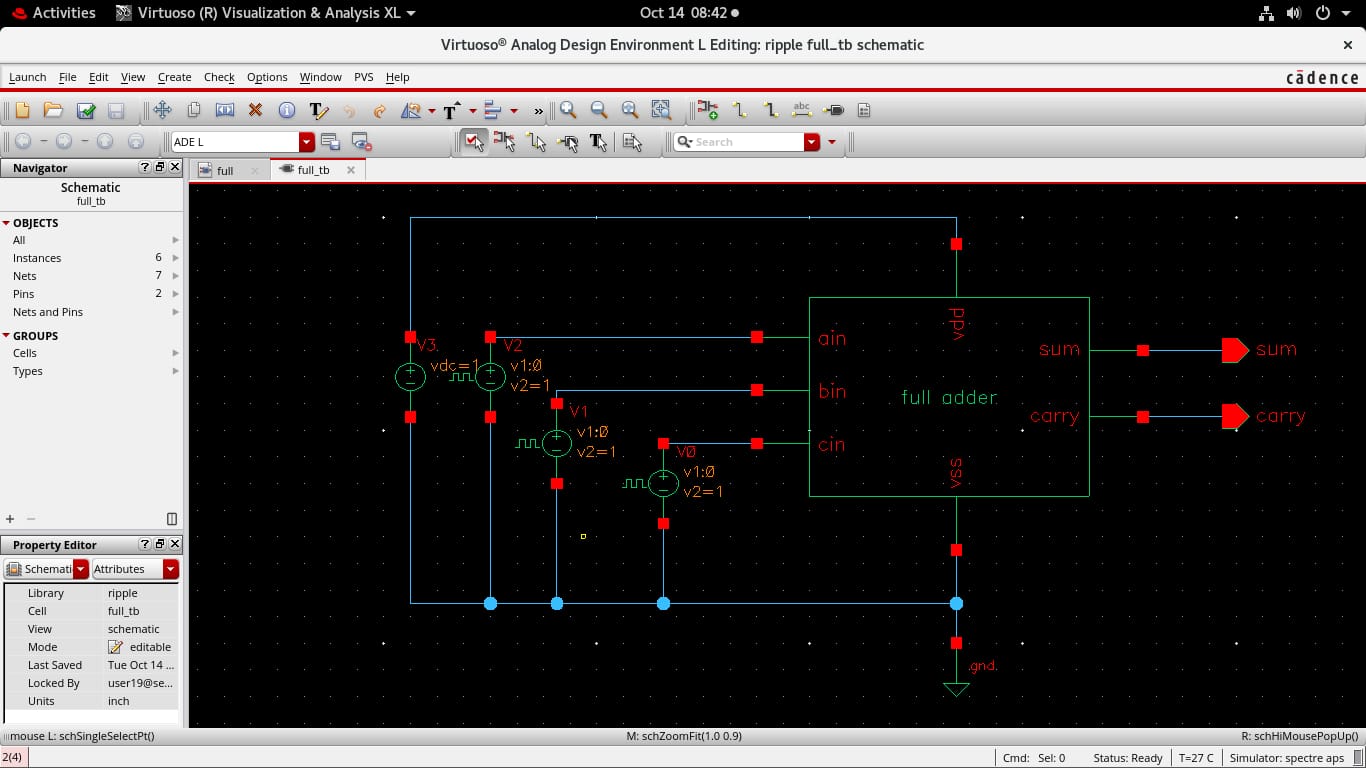 Activities Virtuoso (R) Visualization & Analysis XL Oct 14 08:42
Virtuoso® Analog Design Environment L Editing: ripple full_tb schematic
Launch File Edit View Create Check Options Window PVS Help cādence
T T abc
ADE L T Search
Navigator ?
full full_tb
Schematic
full_tb
OBJECTS
All
Instances 6
Nets 7
Pins 2
Nets and Pins
GROUPS
Cells
Types
Property Editor ?
Schemati Attributes
Library ripple
Cell full_tb
View schematic
Mode editable
Last Saved Tue Oct 14 ...
Locked By user19@se...
Units inch
V3
vdc=1
V2
v1:0
v2=1
V1
v1:0
v2=1
V0
v1:0
v2=1
vdd
ain
bin
cin
full adder
sum
carry
vss
sum
carry
gnd
mouse L: schSingleSelectPt() M: schZoomFit(1.0 0.9) R: schHiMousePopUp()
2(4) Cmd: Sel: 0 Status: Ready T=27 C Simulator: spectre aps